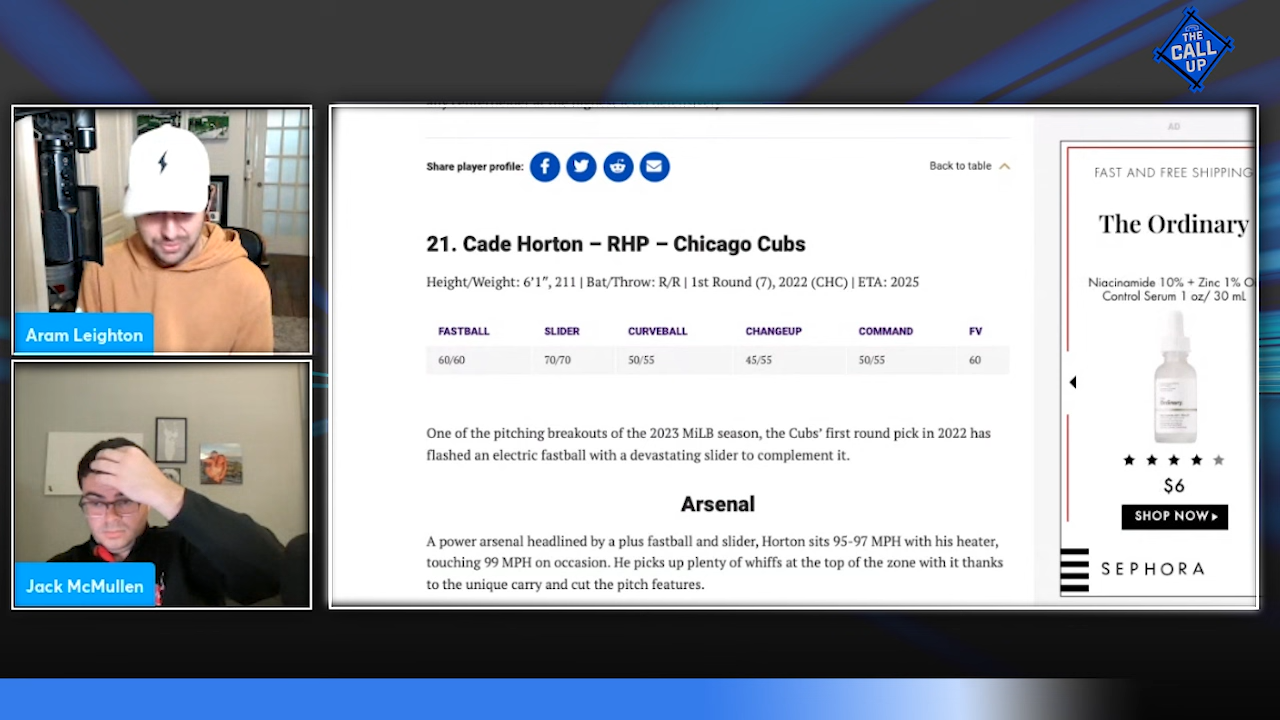 THE
CALL
UP
Aram Leighton
Jack McMullen
Share player profile:
Back to table
21. Cade Horton – RHP – Chicago Cubs
Height/Weight: 6'1", 211 | Bat/Throw: R/R | 1st Round (7), 2022 (CHC) | ETA: 2025
FASTBALL SLIDER CURVEBALL CHANGEUP COMMAND FV
60/60 70/70 50/55 45/55 50/55 60
One of the pitching breakouts of the 2023 MiLB season, the Cubs' first round pick in 2022 has
flashed an electric fastball with a devastating slider to complement it.
Arsenal
A power arsenal headlined by a plus fastball and slider, Horton sits 95-97 MPH with his heater,
touching 99 MPH on occasion. He picks up plenty of whiffs at the top of the zone with it thanks
to the unique carry and cut the pitch features.
AD
FAST AND FREE SHIPPING
The Ordinary
Niacinamide 10% + Zinc 1% O
Control Serum 1 oz/ 30 mL
$6
SHOP NOW
SEPHORA